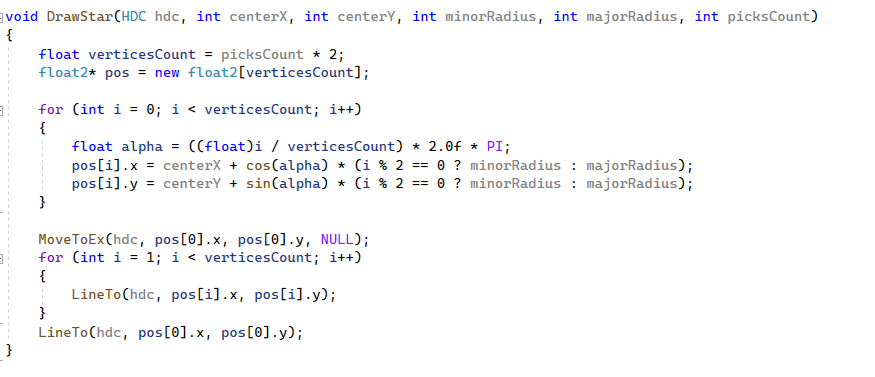 void DrawStar(HDC hdc, int centerX, int centerY, int minorRadius, int majorRadius, int picksCount)
{
    float verticesCount = picksCount * 2;
    float2* pos = new float2[verticesCount];

    for (int i = 0; i < verticesCount; i++)
    {
        float alpha = ((float)i / verticesCount) * 2.0f * PI;
        pos[i].x = centerX + cos(alpha) * (i % 2 == 0 ? minorRadius : majorRadius);
        pos[i].y = centerY + sin(alpha) * (i % 2 == 0 ? minorRadius : majorRadius);
    }

    MoveToEx(hdc, pos[0].x, pos[0].y, NULL);
    for (int i = 1; i < verticesCount; i++)
    {
        LineTo(hdc, pos[i].x, pos[i].y);
    }
    LineTo(hdc, pos[0].x, pos[0].y);
}